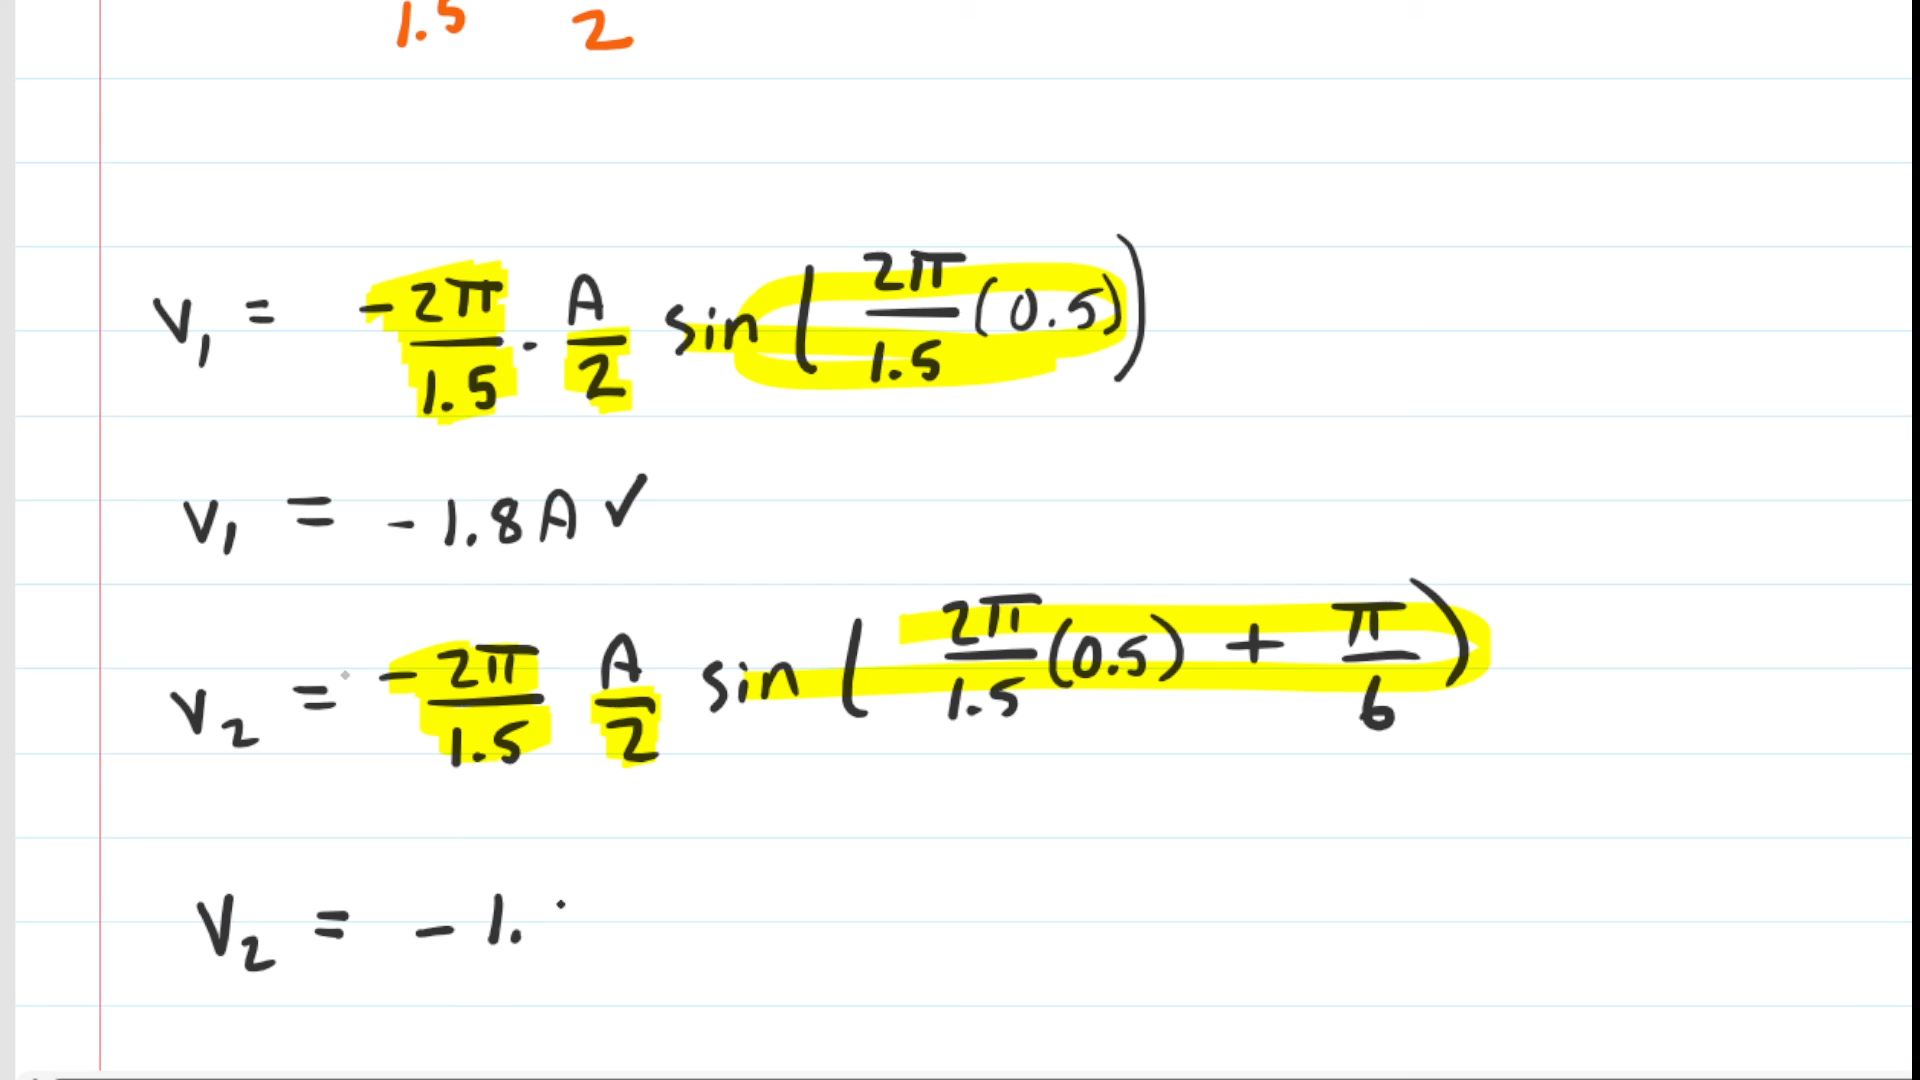 1.5 2
v₁ = -2π/1.5 · A/2 sin(2π/1.5 (0.5))
v₁ = -1.8A ✓
v₂ = -2π/1.5 A/2 sin(2π/1.5 (0.5) + π/6)
v₂ = -1.